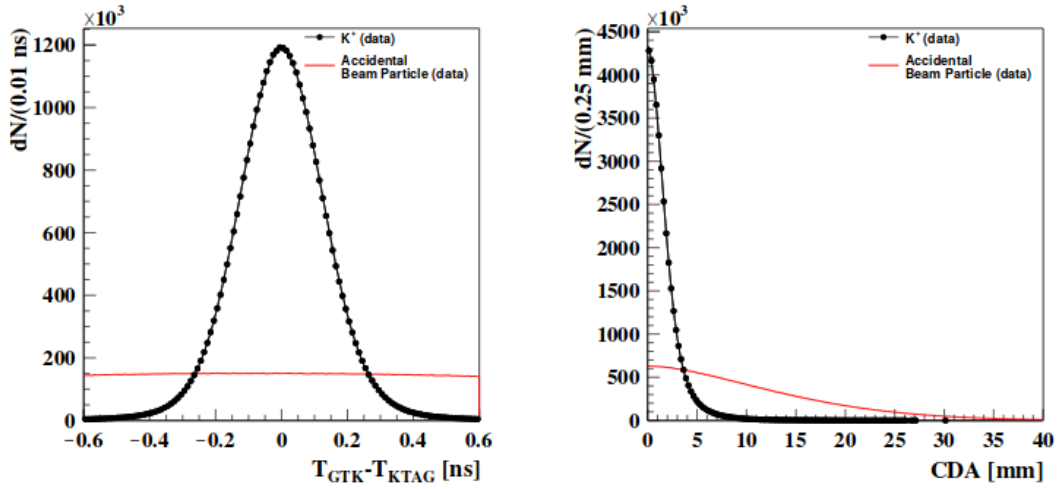 ×10³
dN/(0.01 ns)
1200
1000
800
600
400
200
0
−0.6 −0.4 −0.2 0 0.2 0.4 0.6
T_GTK-T_KTAG [ns]
K⁺ (data)
Accidental
Beam Particle (data)
×10³
dN/(0.25 mm)
4500
4000
3500
3000
2500
2000
1500
1000
500
0
0 5 10 15 20 25 30 35 40
CDA [mm]
K⁺ (data)
Accidental
Beam Particle (data)